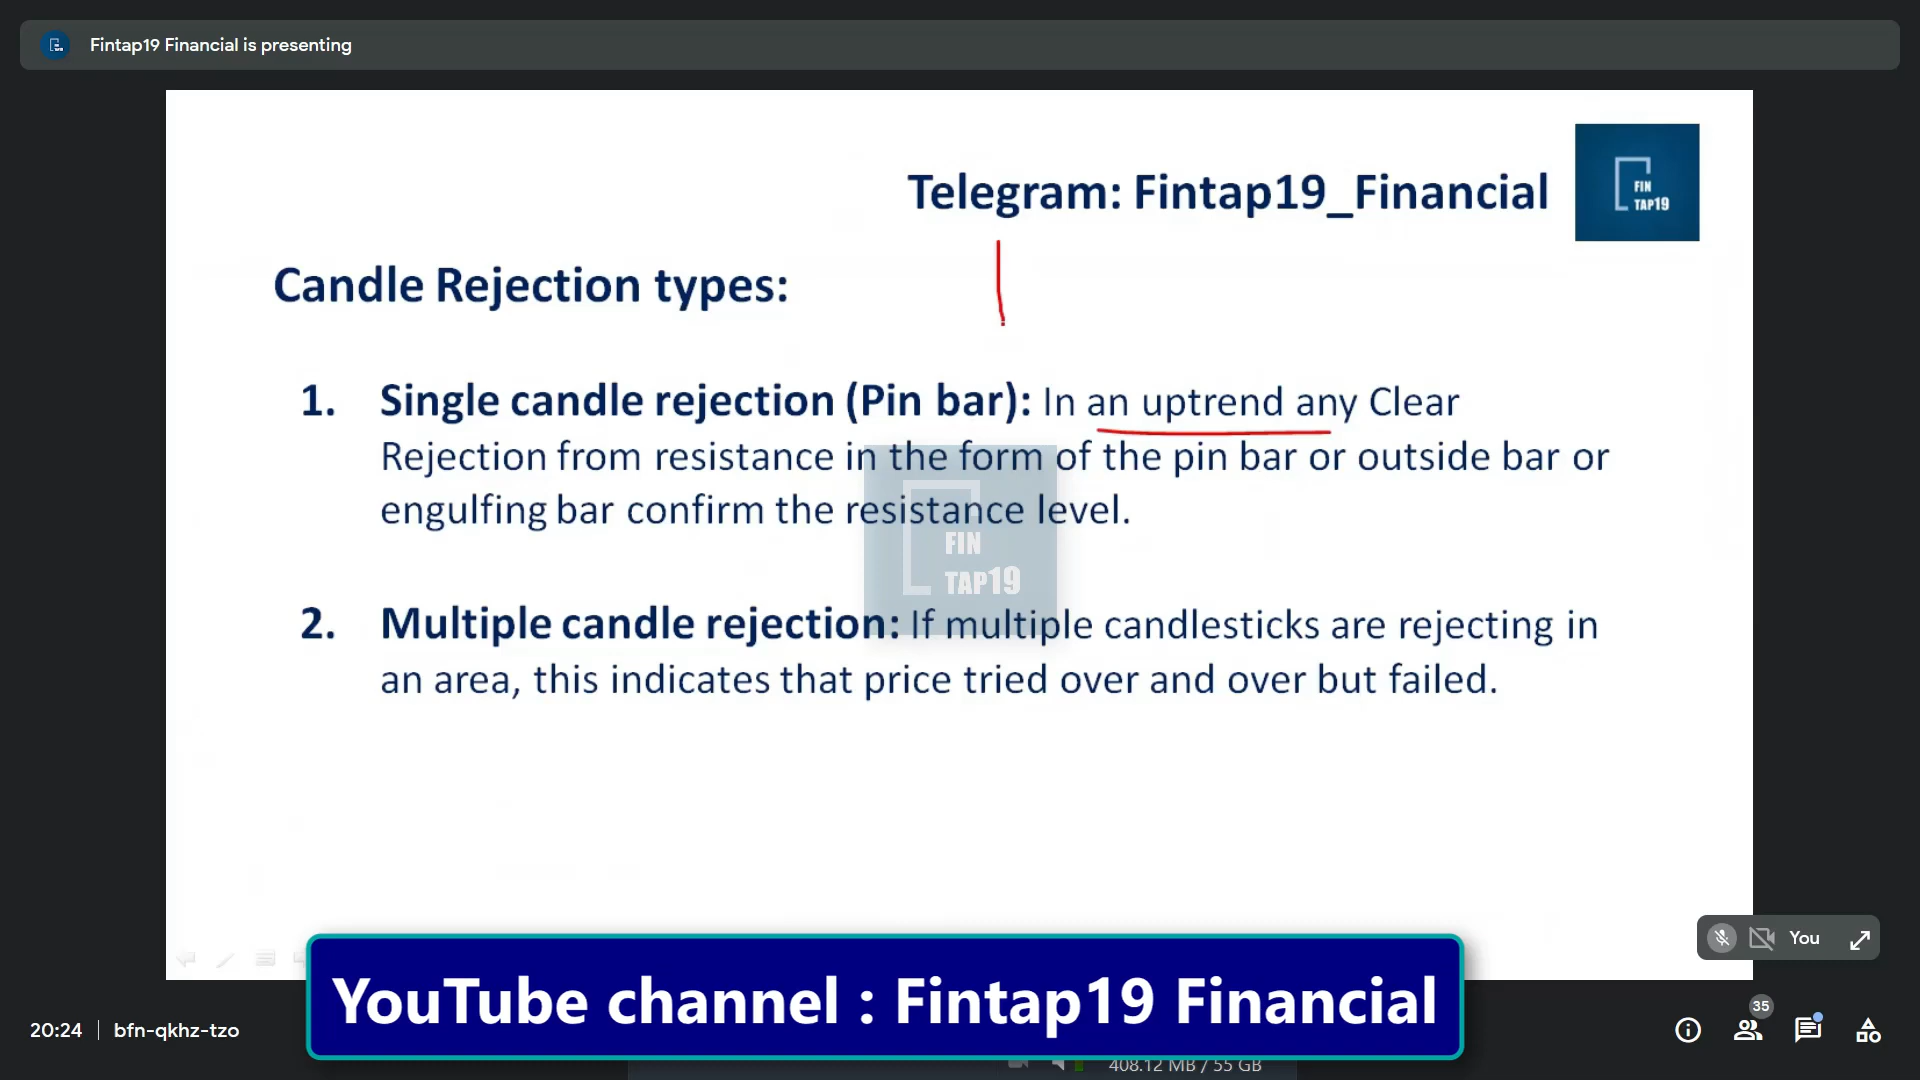 Fintap19 Financial is presenting
Telegram: Fintap19_Financial
FIN
TAP19
Candle Rejection types:
1. Single candle rejection (Pin bar): In an uptrend any Clear
Rejection from resistance in the form of the pin bar or outside bar or
engulfing bar confirm the resistance level.
FIN
TAP19
2. Multiple candle rejection: If multiple candlesticks are rejecting in
an area, this indicates that price tried over and over but failed.
You
YouTube channel : Fintap19 Financial
35
20:24 | bfn-qkhz-tzo
408.12 MB / 55 GB